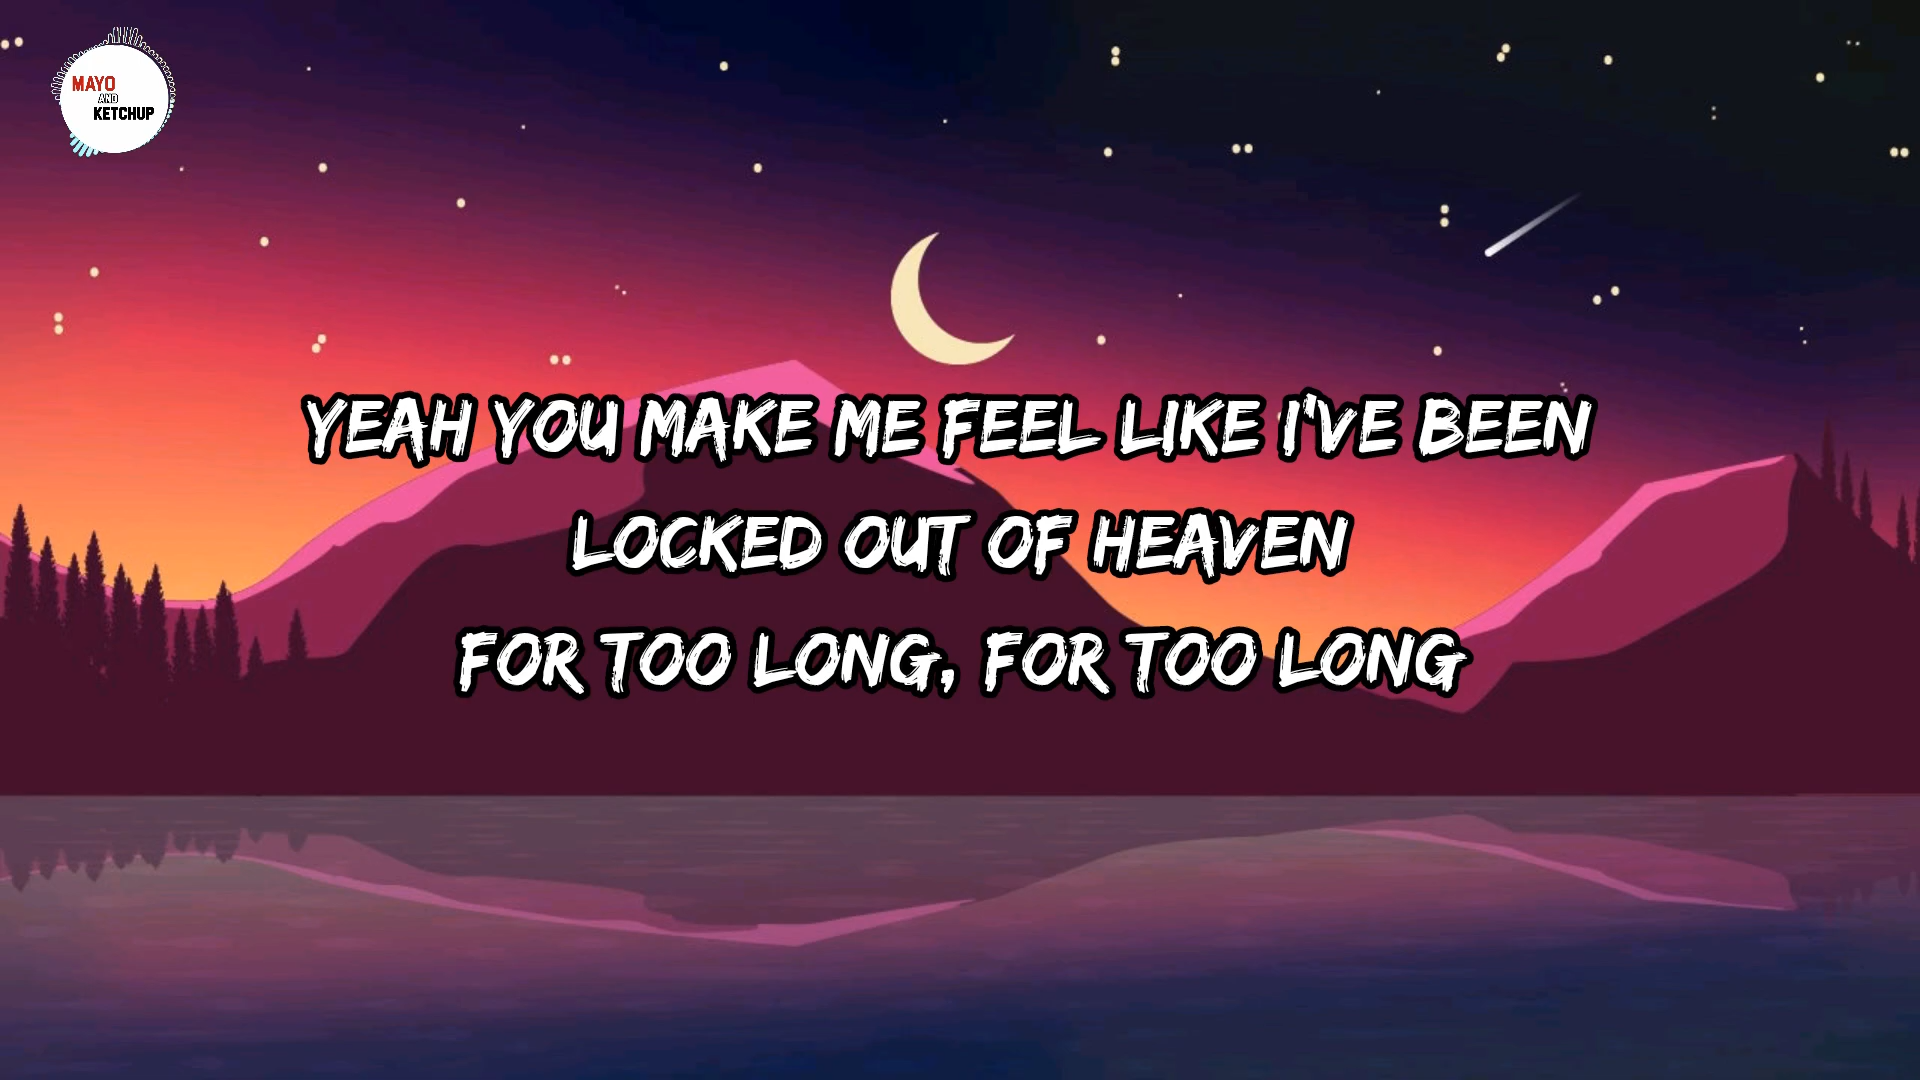 MAYO
AND
KETCHUP
YEAH YOU MAKE ME FEEL LIKE I'VE BEEN
LOCKED OUT OF HEAVEN
FOR TOO LONG, FOR TOO LONG